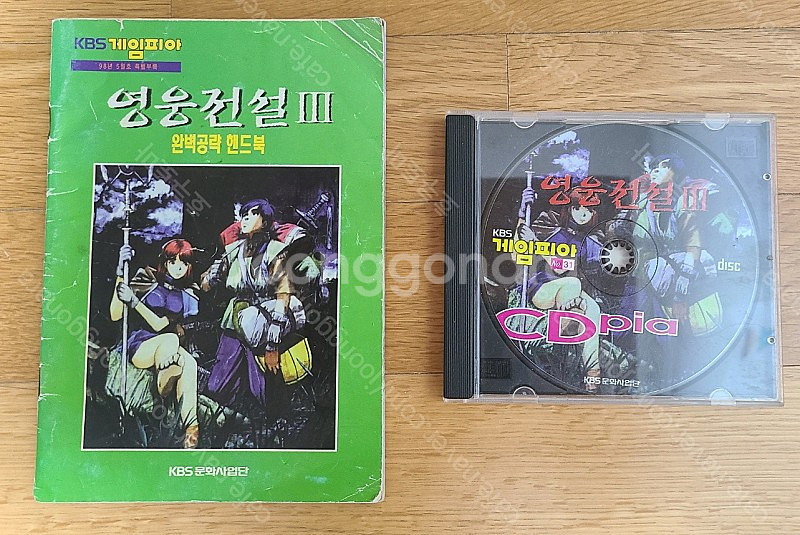 KBS 게임피아
98년 5월호 특별부록
영웅전설 III
완벽공략 핸드북
KBS 문화사업단
영웅전설 III
KBS
게임피아
No. 31
disc
CDpia
KBS 문화사업단